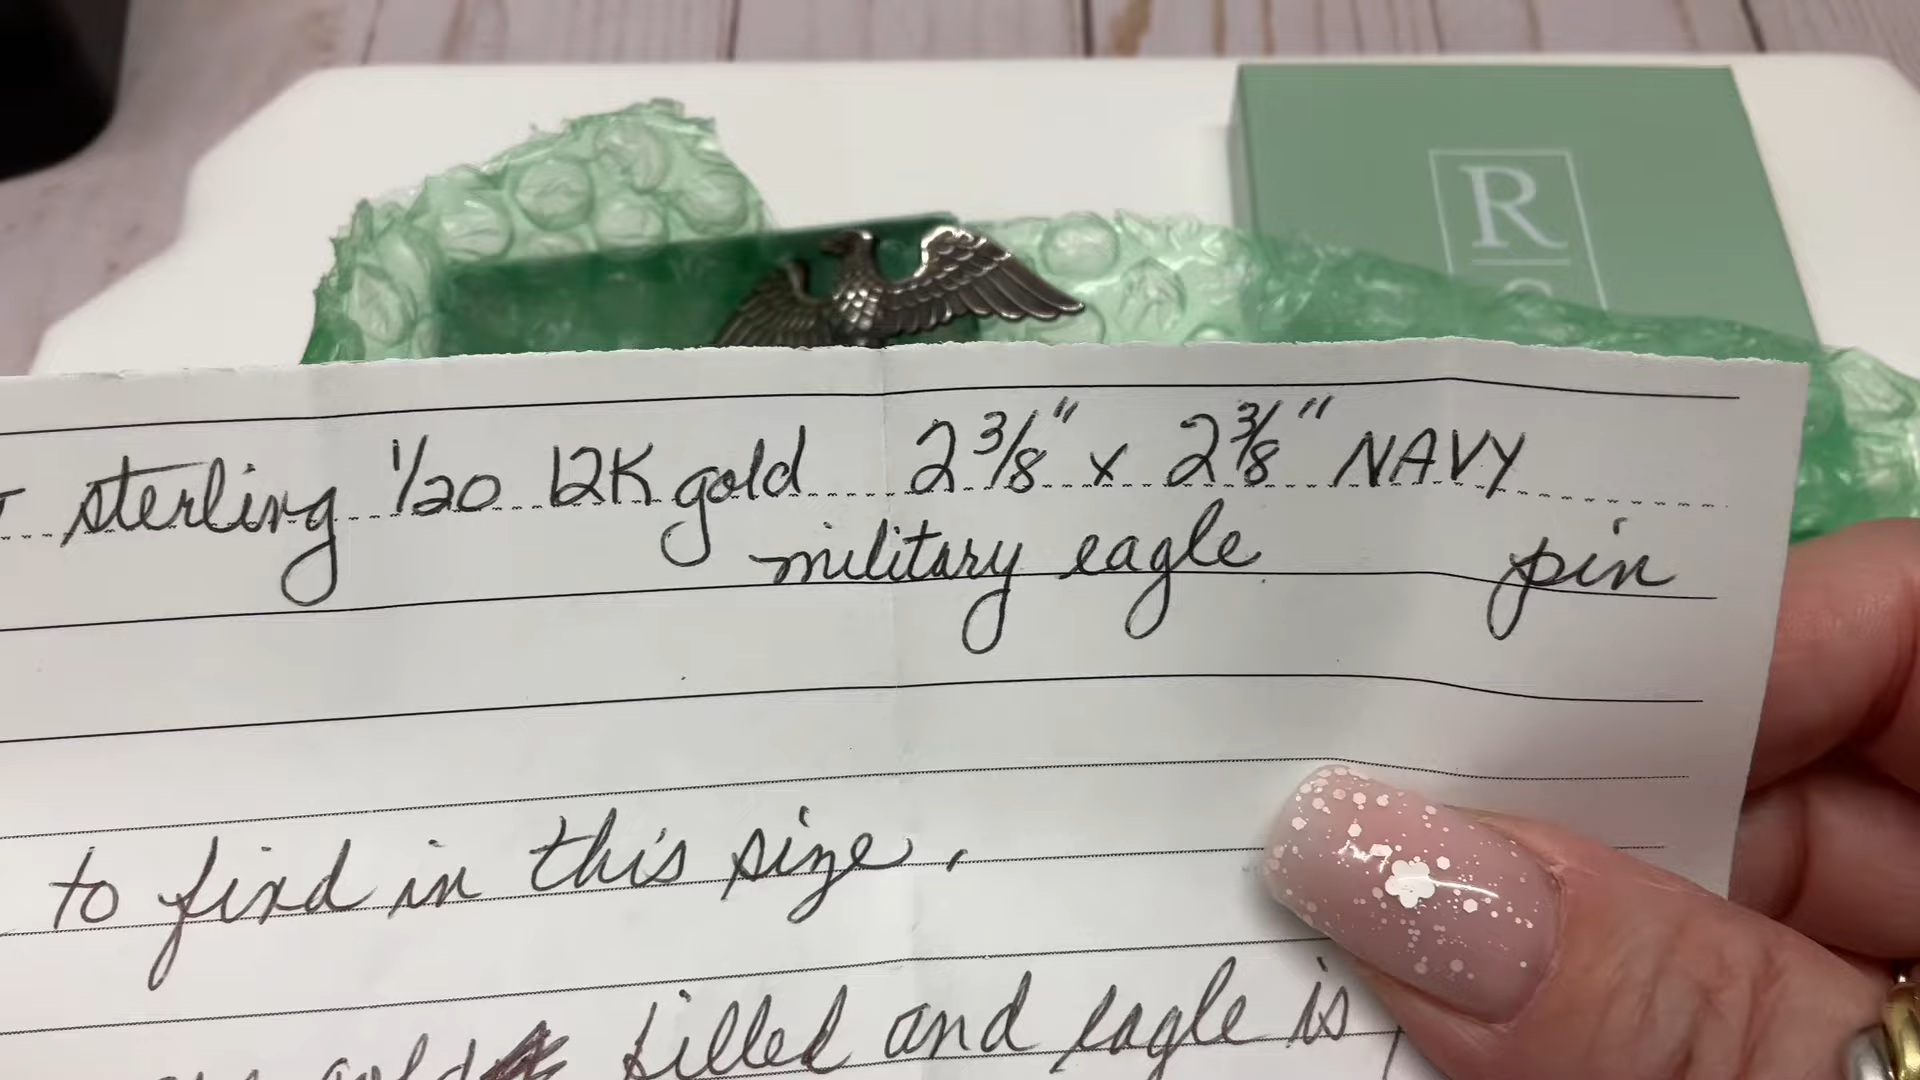 R
sterling 1/20 12K gold 2 3/8" x 2 3/8" NAVY
military eagle pin
to find in this size.
filled and eagle is